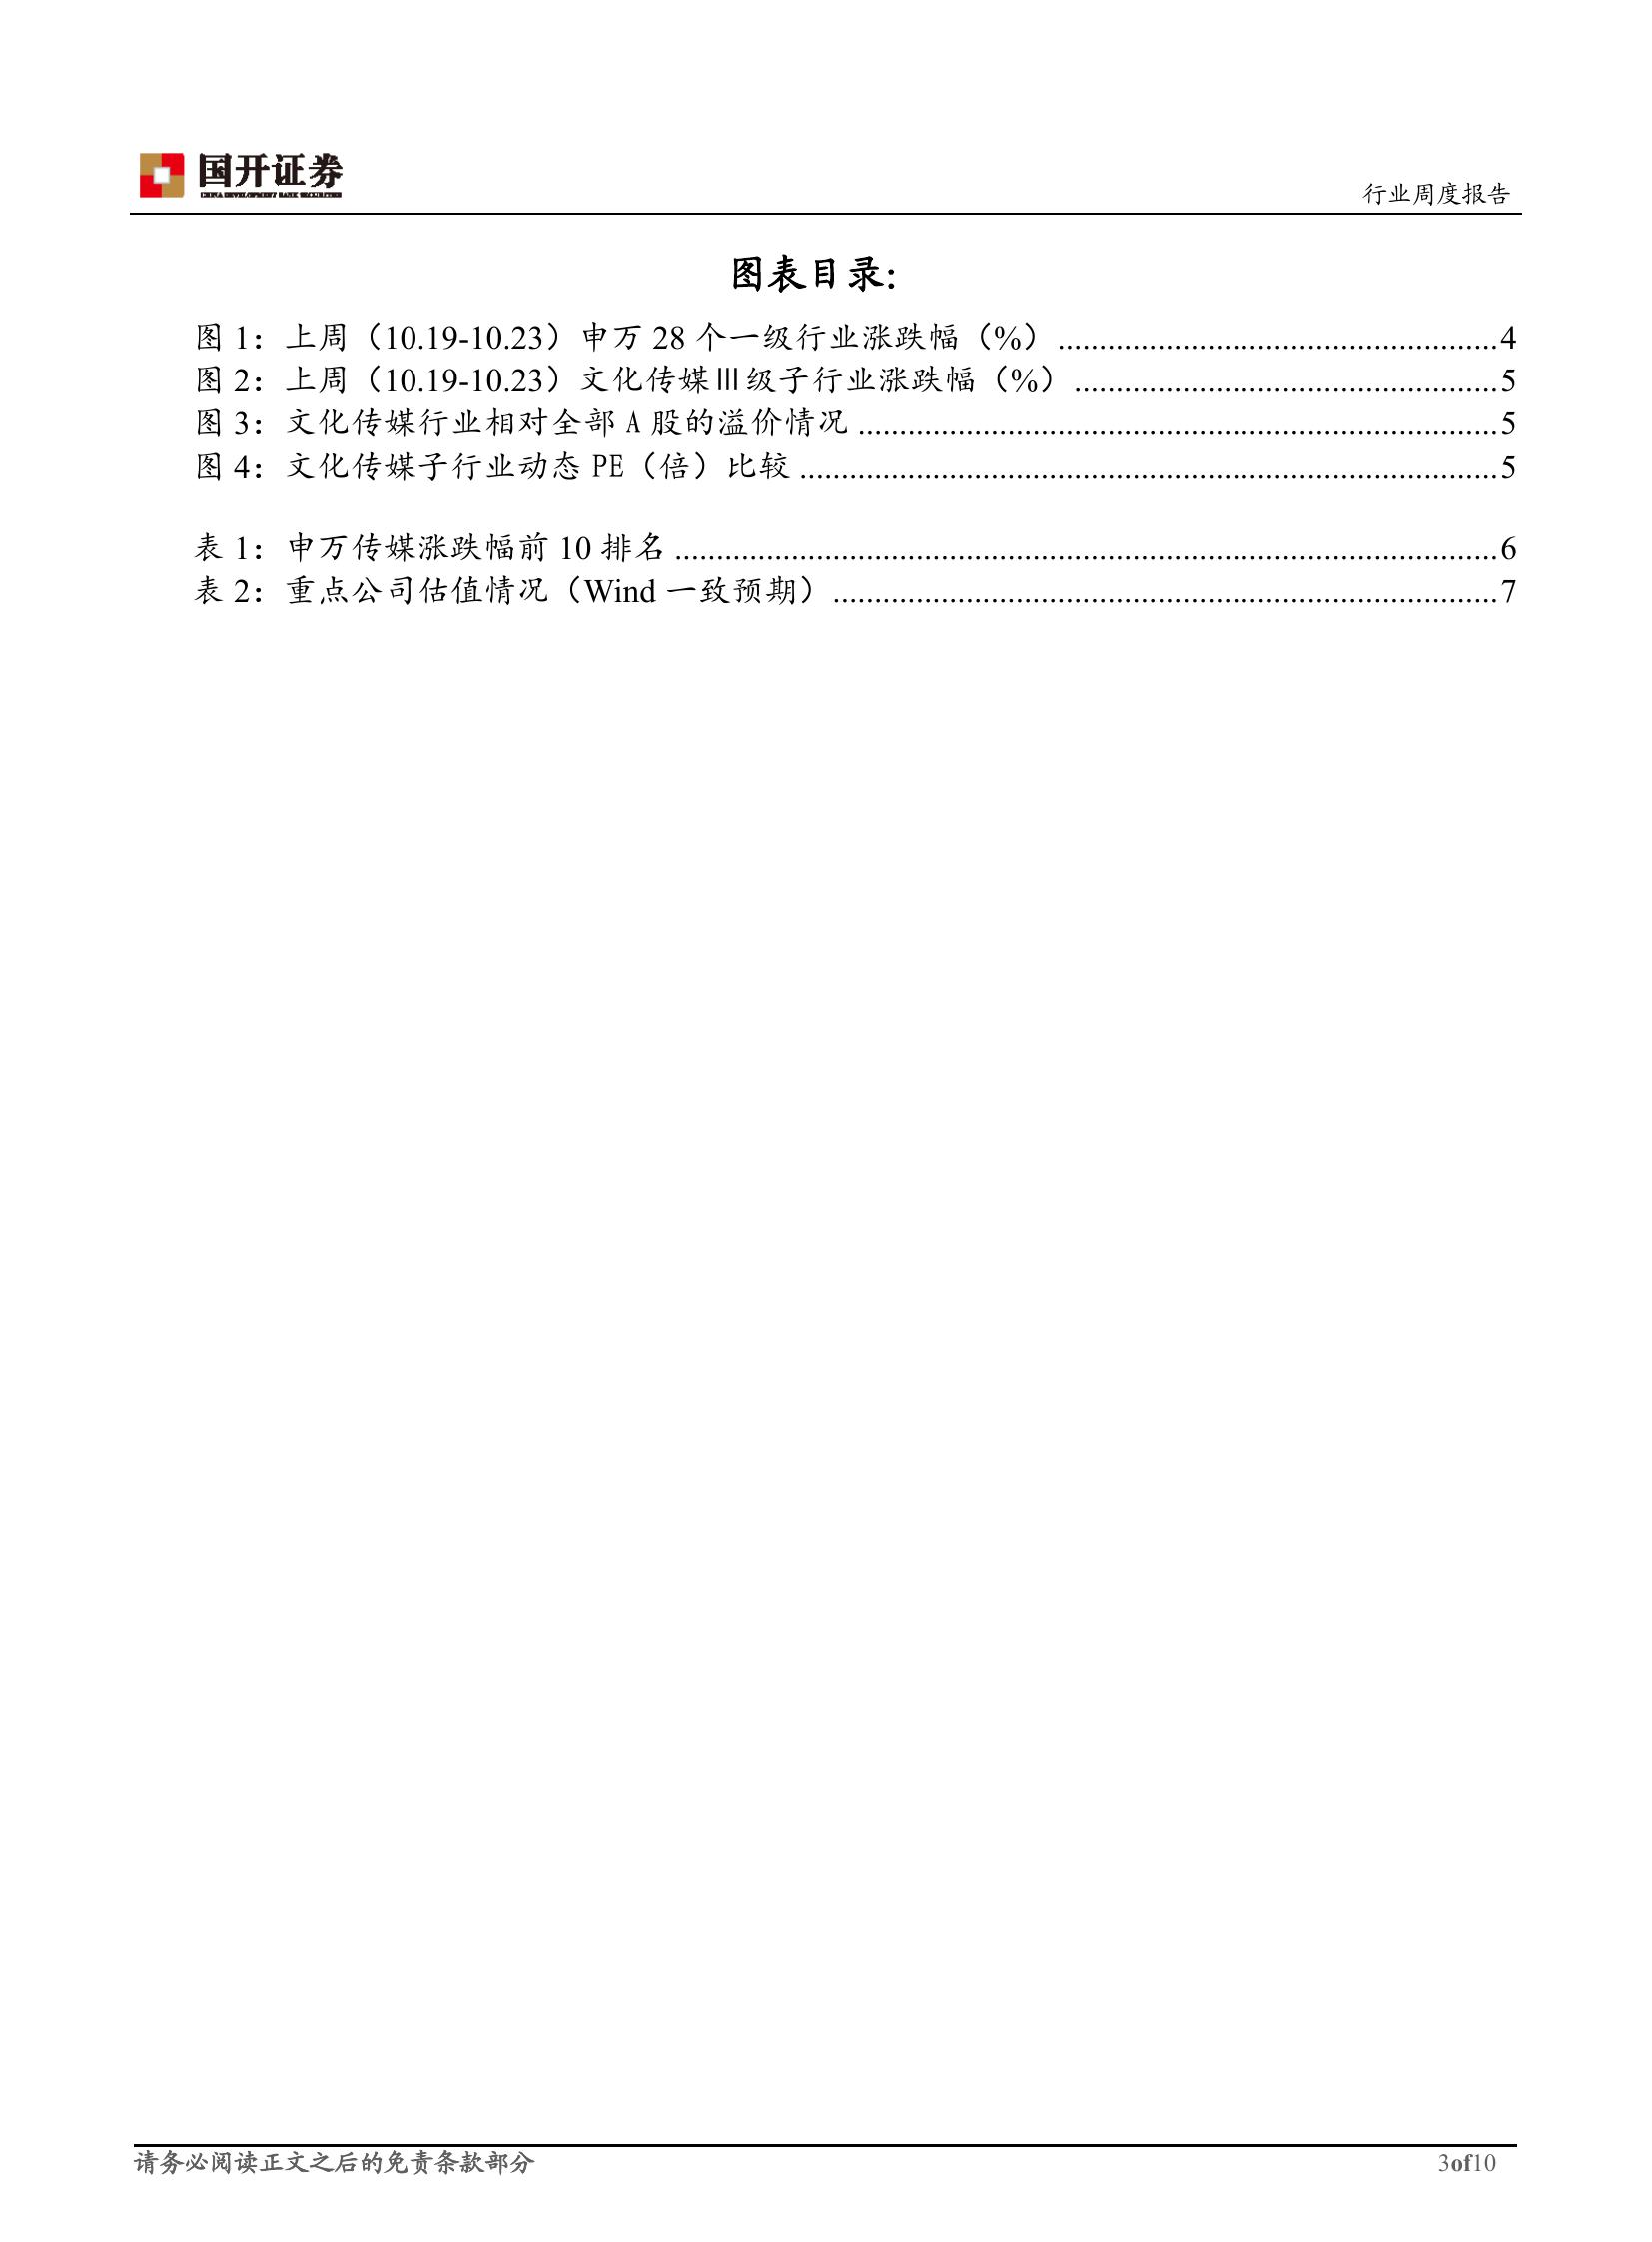 国开证券
CHINA DEVELOPMENT BANK SECURITIES
行业周度报告
图表目录:
图 1：上周（10.19-10.23）申万 28 个一级行业涨跌幅（%）..........4
图 2：上周（10.19-10.23）文化传媒Ⅲ级子行业涨跌幅（%）..........5
图 3：文化传媒行业相对全部 A 股的溢价情况..........5
图 4：文化传媒子行业动态 PE（倍）比较..........5
表 1：申万传媒涨跌幅前 10 排名..........6
表 2：重点公司估值情况（Wind 一致预期）..........7
请务必阅读正文之后的免责条款部分
3of10